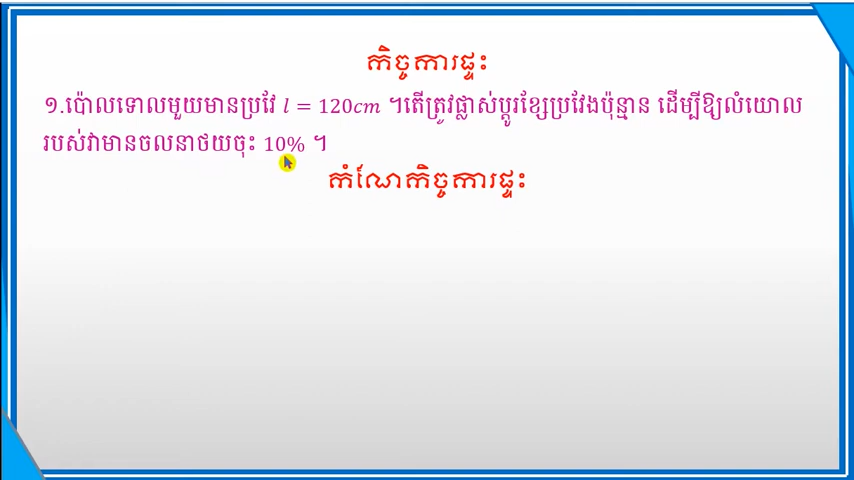 កិច្ចការផ្ទះ
១.ប៉ោលទោលមួយមានប្រវែ l = 120cm ។តើត្រូវផ្លាស់ប្ដូរខ្សែប្រវែងប៉ុន្មាន ដើម្បីឱ្យលំយោល
របស់វាមានចលនាថយចុះ 10% ។
កំណែកិច្ចការផ្ទះ